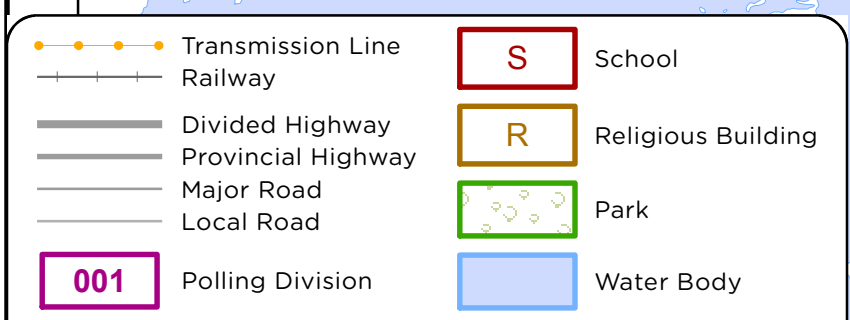 Transmission Line
Railway
Divided Highway
Provincial Highway
Major Road
Local Road
001 Polling Division
S School
R Religious Building
Park
Water Body